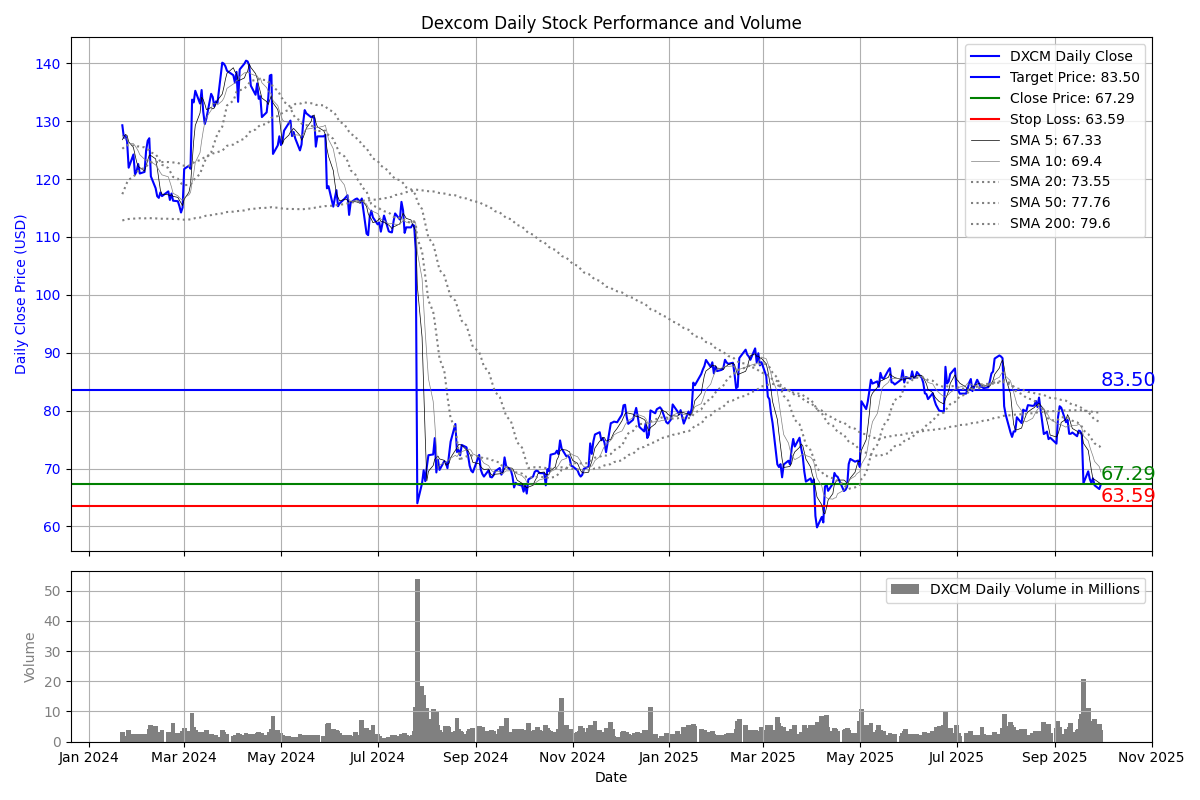 Dexcom Daily Stock Performance and Volume
DXCM Daily Close
Target Price: 83.50
Close Price: 67.29
Stop Loss: 63.59
SMA 5: 67.33
SMA 10: 69.4
SMA 20: 73.55
SMA 50: 77.76
SMA 200: 79.6
Daily Close Price (USD)
140
130
120
110
100
90
80
70
60
83.50
67.29
63.59
DXCM Daily Volume in Millions
Volume
50
40
30
20
10
0
Jan 2024 Mar 2024 May 2024 Jul 2024 Sep 2024 Nov 2024 Jan 2025 Mar 2025 May 2025 Jul 2025 Sep 2025 Nov 2025
Date